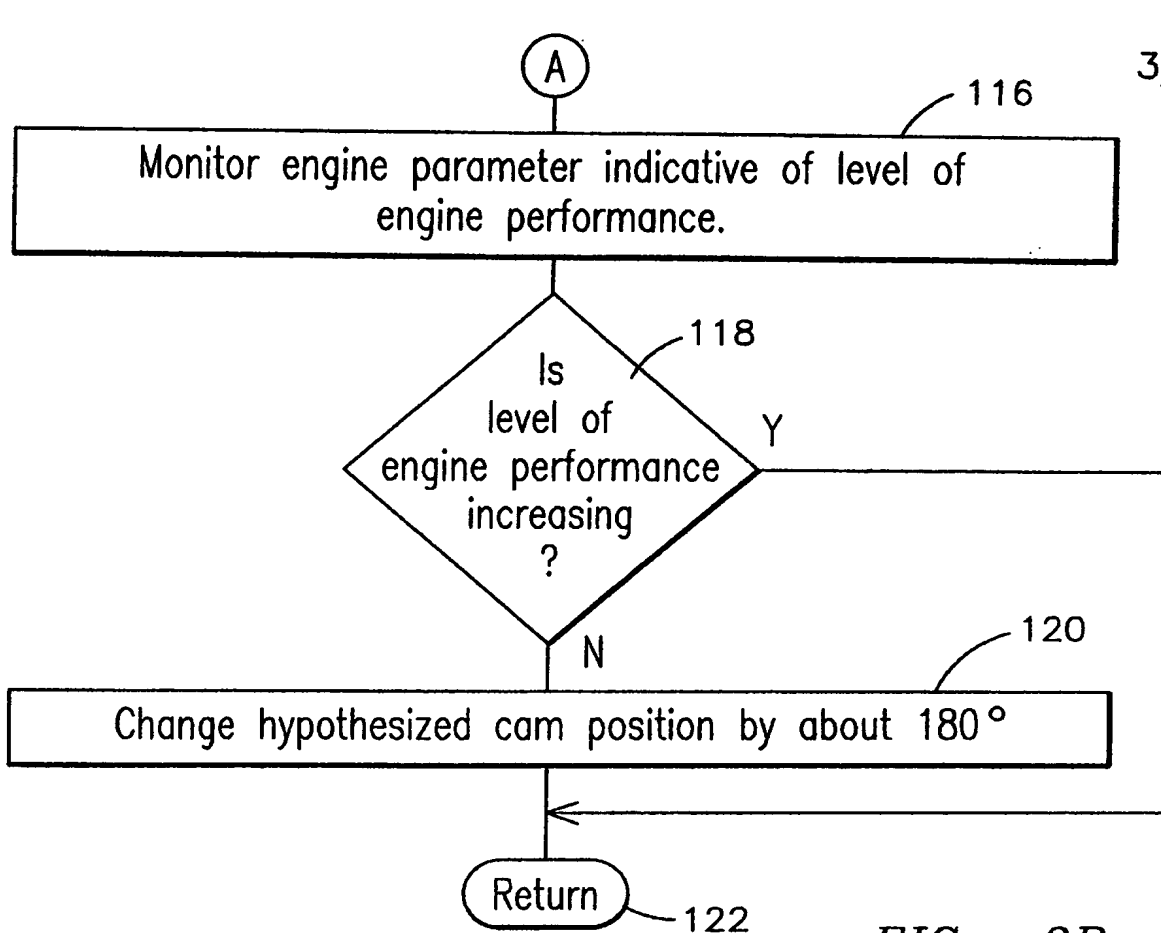 A
3
116
Monitor engine parameter indicative of level of
engine performance.
118
Is
level of
engine performance
increasing
?
Y
N
120
Change hypothesized cam position by about 180°
Return
122